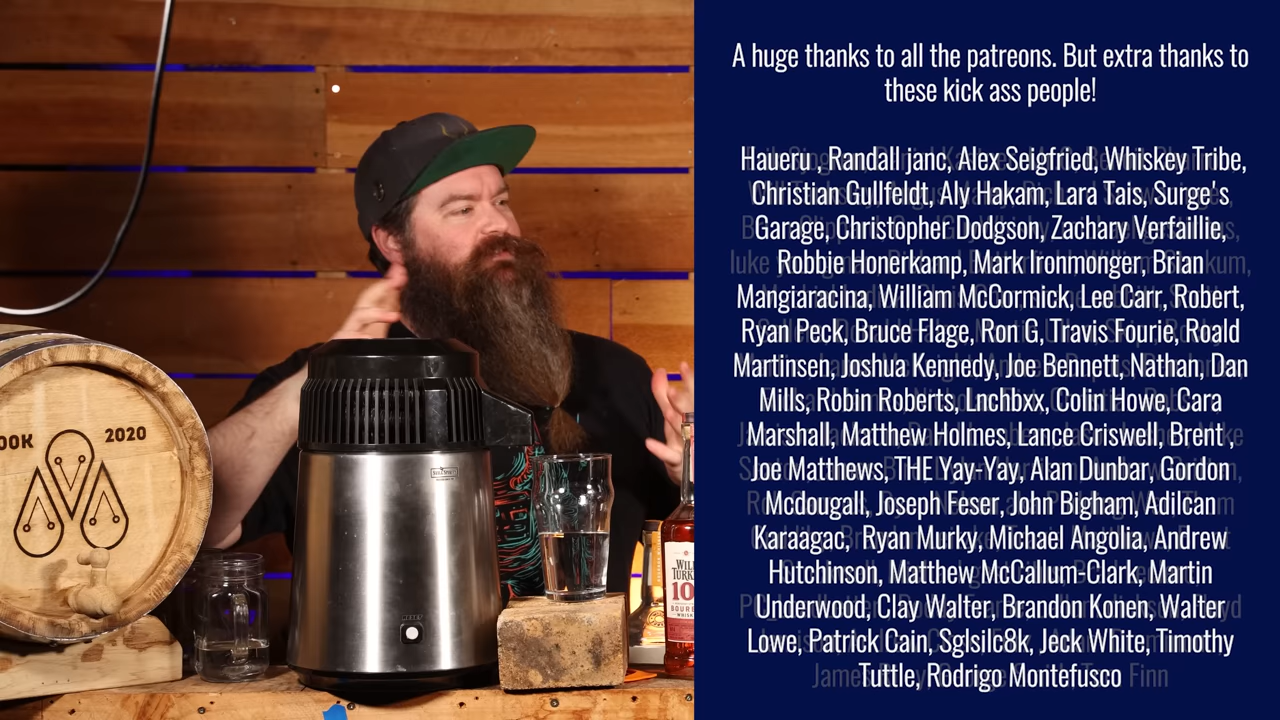 A huge thanks to all the patreons. But extra thanks to
these kick ass people!
Haueru , Randall janc, Alex Seigfried, Whiskey Tribe,
Christian Gullfeldt, Aly Hakam, Lara Tais, Surge's
Garage, Christopher Dodgson, Zachary Verfaillie,
Robbie Honerkamp, Mark Ironmonger, Brian
Mangiaracina, William McCormick, Lee Carr, Robert,
Ryan Peck, Bruce Flage, Ron G, Travis Fourie, Roald
Martinsen, Joshua Kennedy, Joe Bennett, Nathan, Dan
Mills, Robin Roberts, Lnchbxx, Colin Howe, Cara
Marshall, Matthew Holmes, Lance Criswell, Brent,
Joe Matthews, THE Yay-Yay, Alan Dunbar, Gordon
Mcdougall, Joseph Feser, John Bigham, Adilcan
Karaagac, Ryan Murky, Michael Angolia, Andrew
Hutchinson, Matthew McCallum-Clark, Martin
Underwood, Clay Walter, Brandon Konen, Walter
Lowe, Patrick Cain, Sglsilc8k, Jeck White, Timothy
Tuttle, Rodrigo Montefusco
2020
RESET